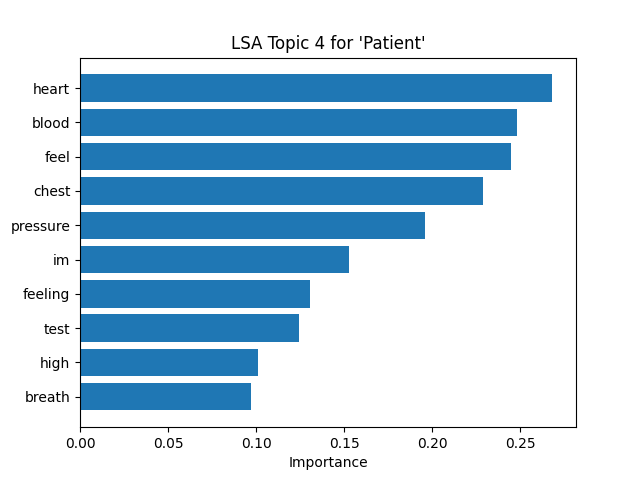 LSA Topic 4 for 'Patient'
heart
blood
feel
chest
pressure
im
feeling
test
high
breath
0.00 0.05 0.10 0.15 0.20 0.25
Importance